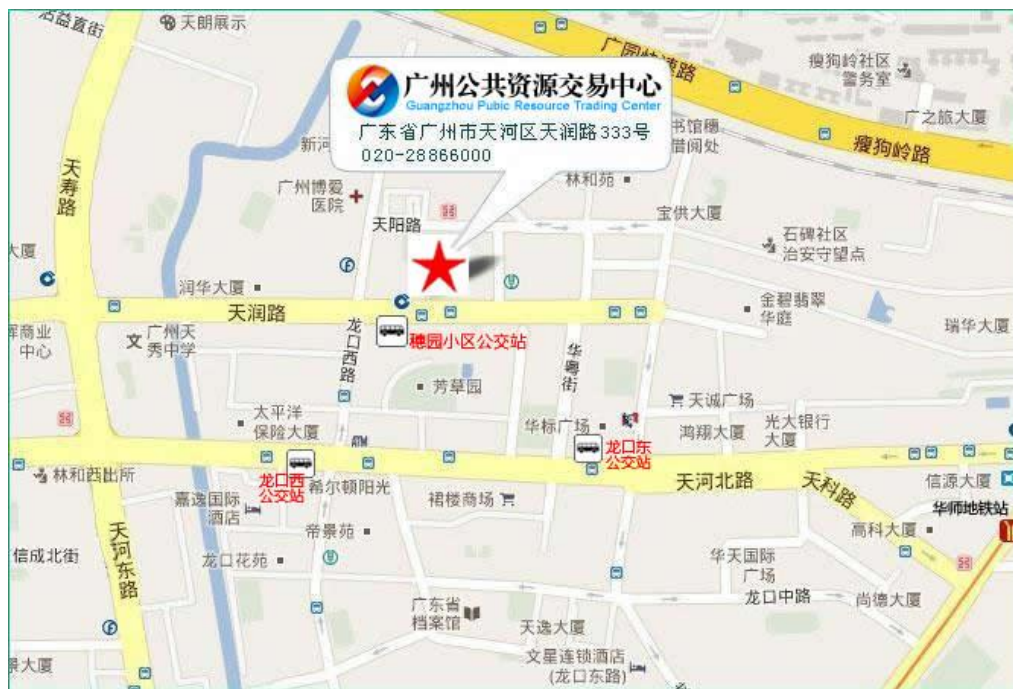 沾益直街
天朗展示
广园快速路
瘦狗岭社区
警务室
广之旅大厦
瘦狗岭路
广州公共资源交易中心
Guangzhou Pubic Resource Trading Center
广东省广州市天河区天润路333号
020-28866000
书馆穗
借阅处
新河
天寿路
广州博爱
医院
林和苑
天阳路
宝供大厦
石碑社区
治安守望点
大厦
润华大厦
天润路
金碧翡翠
华庭
瑞华大厦
晖商业
中心
文
广州天
秀中学
龙口西路
穗园小区公交站
华粤街
芳草园
天诚广场
太平洋
保险大厦
ATM
华标广场
鸿翔大厦
光大银行
大厦
龙口东
公交站
林和西出所
龙口西
公交站
希尔顿阳光
天河北路
天科路
信源大厦
嘉逸国际
酒店
裙楼商场
华师地铁站
帝景苑
高科大厦
信成北街
天河东路
龙口花苑
华天国际
广场
龙口中路
尚德大厦
广东省
档案馆
天逸大厦
景大厦
文星连锁酒店
(龙口东路)